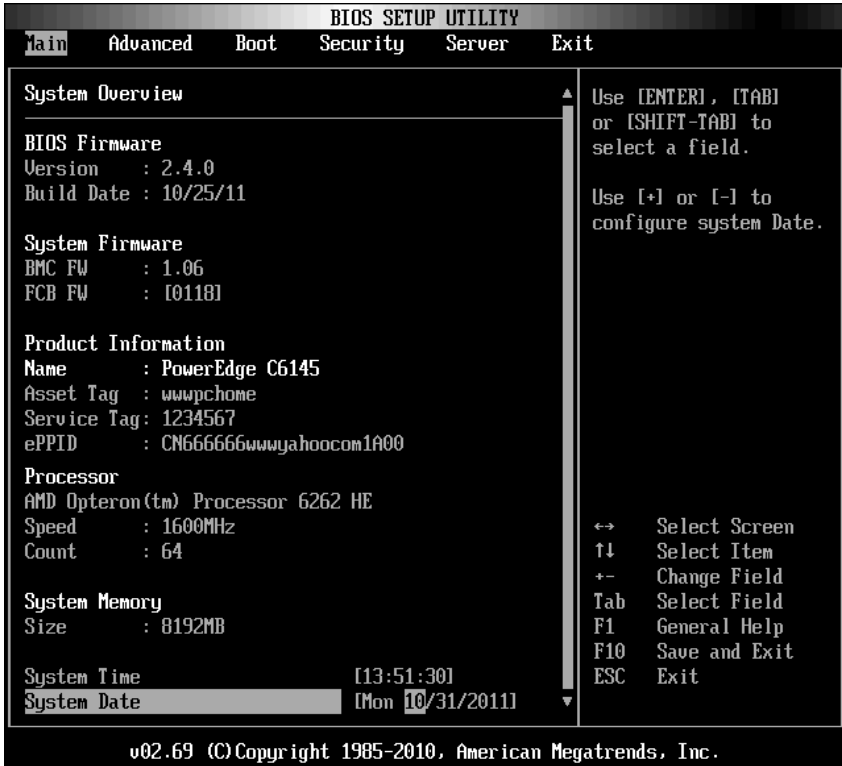 BIOS SETUP UTILITY
Main Advanced Boot Security Server Exit
System Overview
BIOS Firmware
Version : 2.4.0
Build Date : 10/25/11
System Firmware
BMC FW : 1.06
FCB FW : [0118]
Product Information
Name : PowerEdge C6145
Asset Tag : wwwpchome
Service Tag: 1234567
ePPID : CN666666wwwyahoocom1A00
Processor
AMD Opteron(tm) Processor 6262 HE
Speed : 1600MHz
Count : 64
System Memory
Size : 8192MB
System Time [13:51:30]
System Date [Mon 10/31/2011]
Use [ENTER], [TAB]
or [SHIFT-TAB] to
select a field.
Use [+] or [-] to
configure system Date.
↔ Select Screen
↑↓ Select Item
+- Change Field
Tab Select Field
F1 General Help
F10 Save and Exit
ESC Exit
v02.69 (C)Copyright 1985-2010, American Megatrends, Inc.